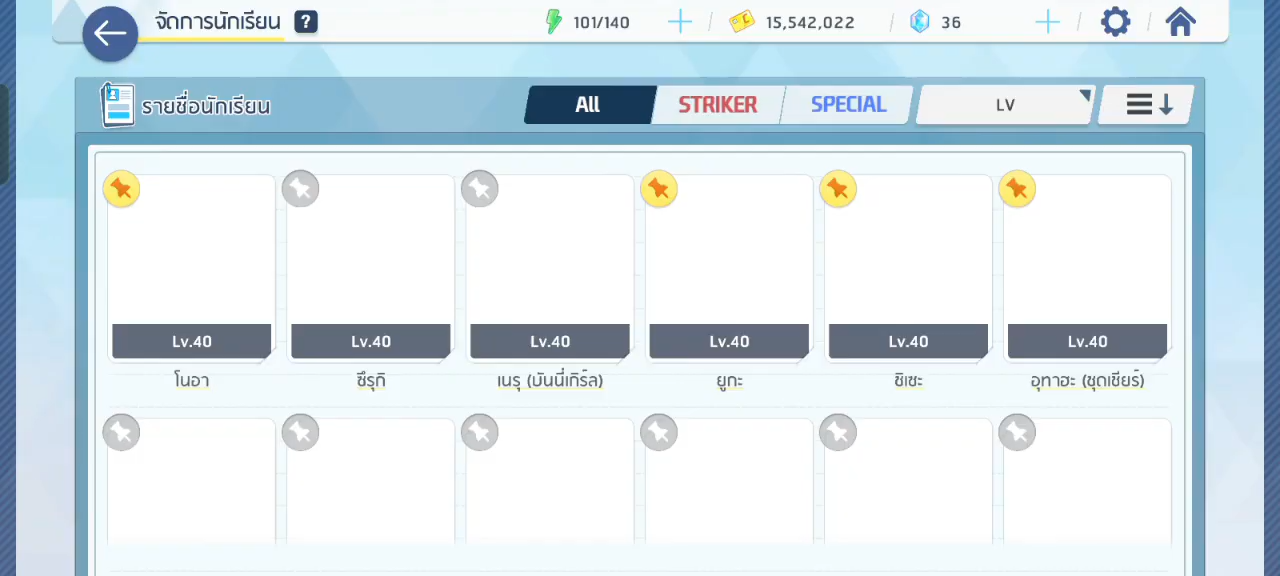 จัดการนักเรียน ? 101/140 15,542,022 36
รายชื่อนักเรียน All STRIKER SPECIAL LV
Lv.40 Lv.40 Lv.40 Lv.40 Lv.40 Lv.40
โนอา ซึรุกิ เนรุ (บันนี่เกิร์ล) ยูกะ ชิเซะ อุทาฮะ (ชุดเชียร์)